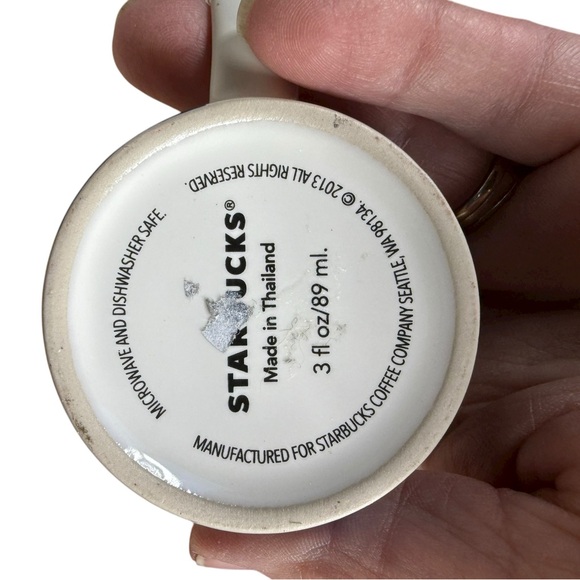 STARBUCKS®
Made in Thailand
3 fl oz/89 ml.
MICROWAVE AND DISHWASHER SAFE.
MANUFACTURED FOR STARBUCKS COFFEE COMPANY SEATTLE, WA 98134. © 2013 ALL RIGHTS RESERVED.